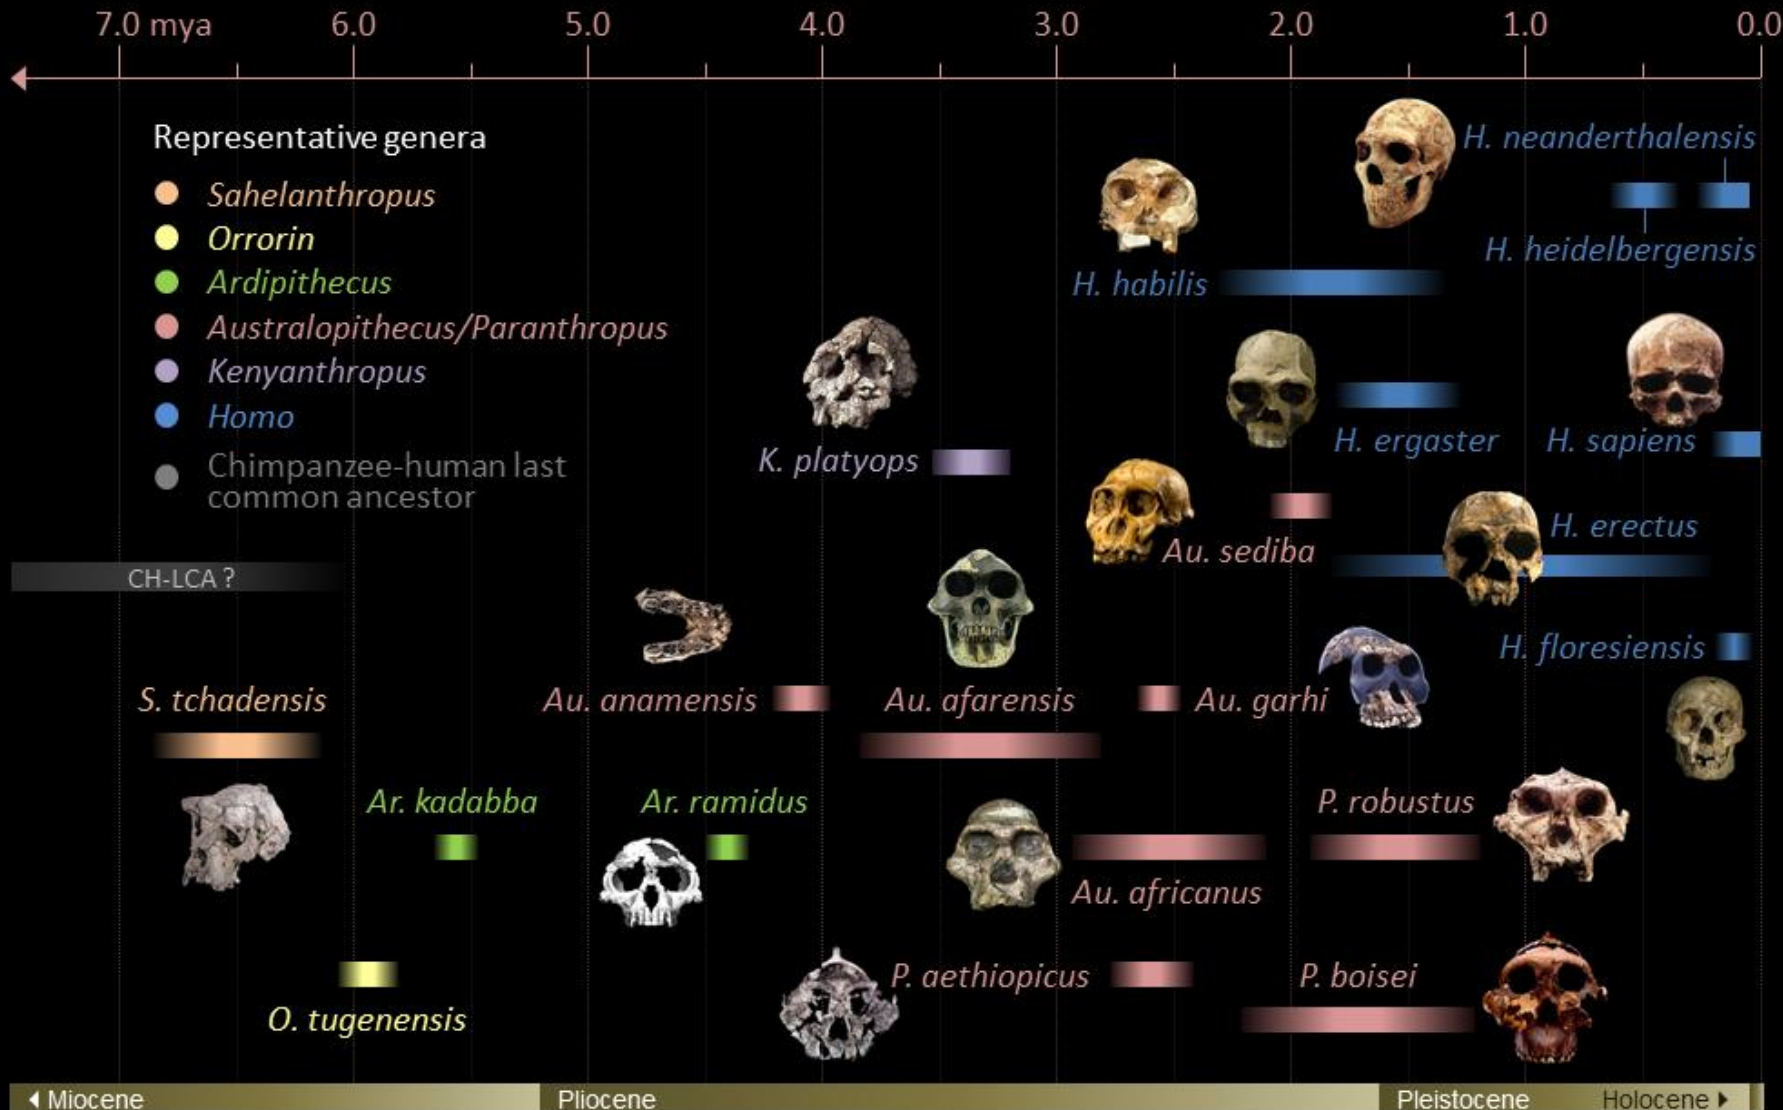 7.0 mya 6.0 5.0 4.0 3.0 2.0 1.0 0.0
Representative genera
Sahelanthropus
Orrorin
Ardipithecus
Australopithecus/Paranthropus
Kenyanthropus
Homo
Chimpanzee-human last
common ancestor
H. neanderthalensis
H. heidelbergensis
H. habilis
K. platyops
H. ergaster
H. sapiens
Au. sediba
H. erectus
CH-LCA ?
H. floresiensis
S. tchadensis
Au. anamensis
Au. afarensis
Au. garhi
Ar. kadabba
Ar. ramidus
P. robustus
Au. africanus
P. aethiopicus
P. boisei
O. tugenensis
Miocene
Pliocene
Pleistocene
Holocene